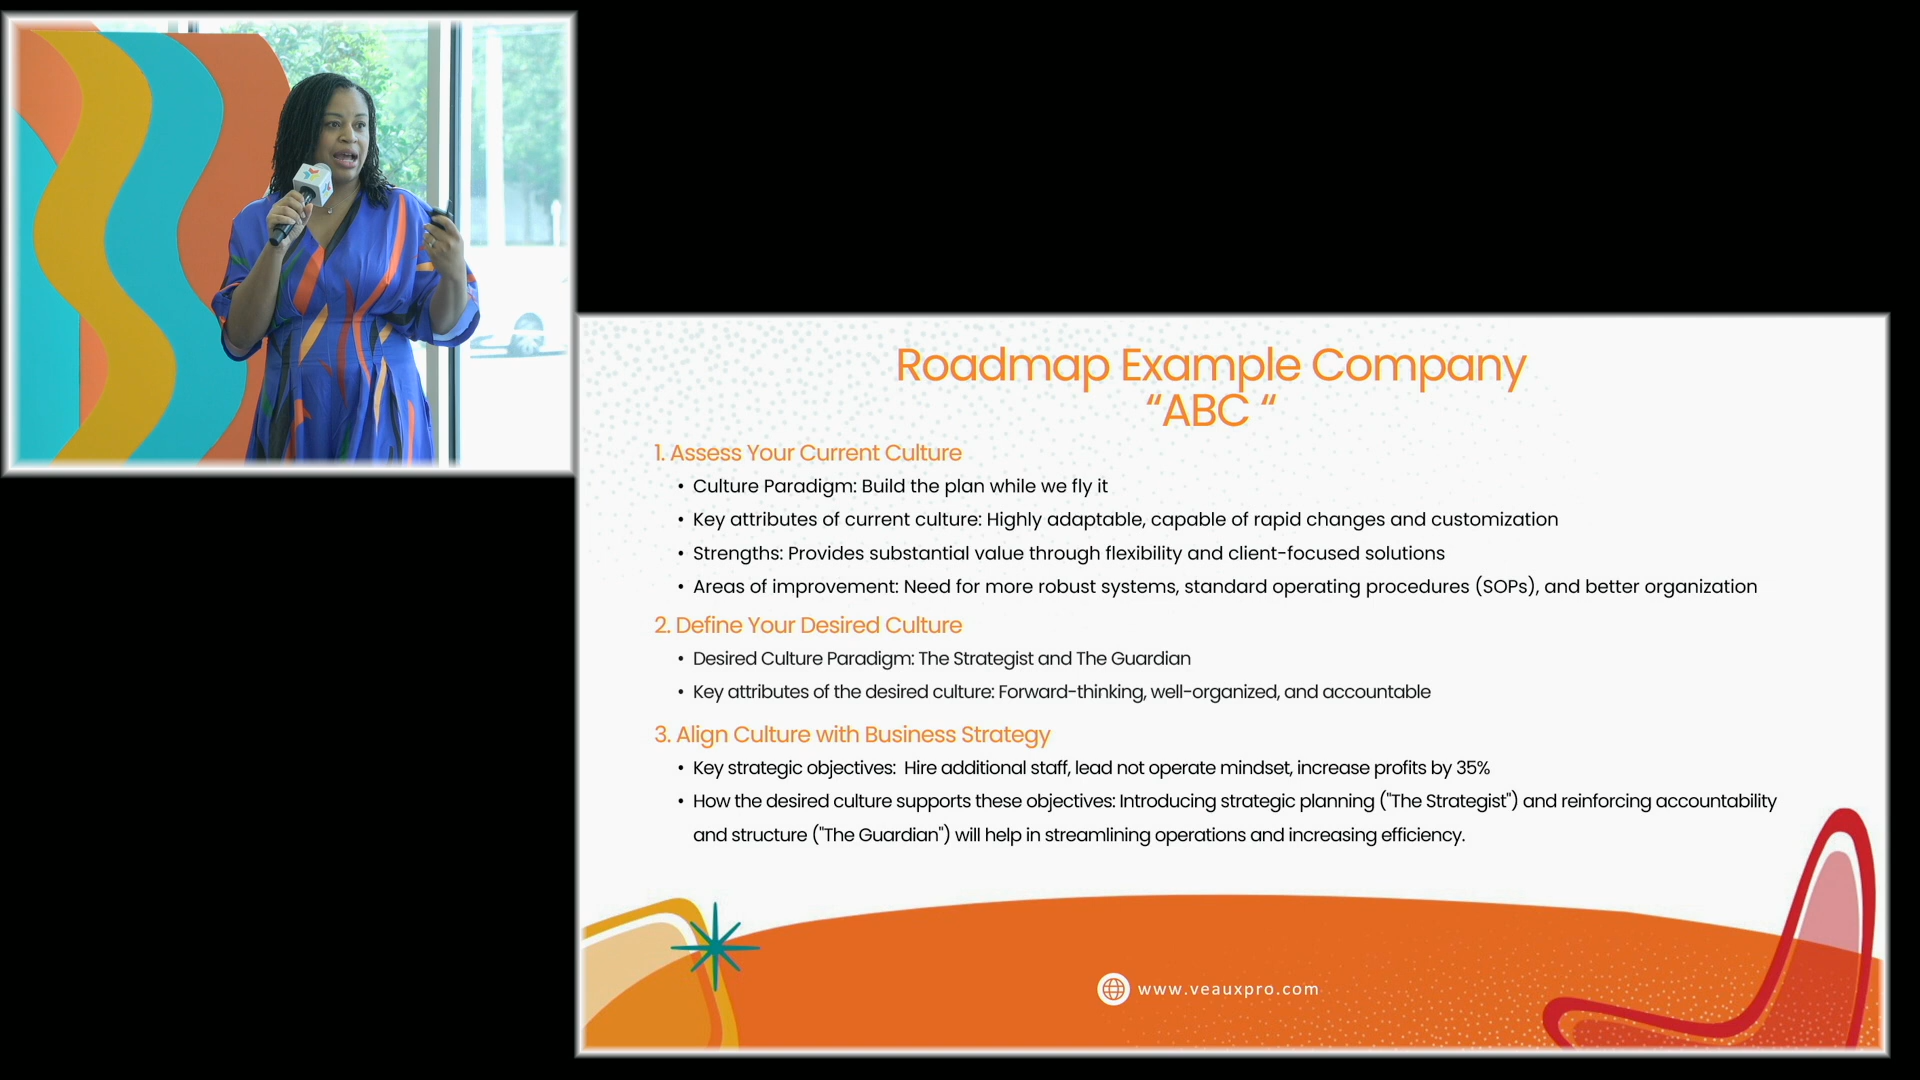 Roadmap Example Company
“ABC “
1. Assess Your Current Culture
• Culture Paradigm: Build the plan while we fly it
• Key attributes of current culture: Highly adaptable, capable of rapid changes and customization
• Strengths: Provides substantial value through flexibility and client-focused solutions
• Areas of improvement: Need for more robust systems, standard operating procedures (SOPs), and better organization
2. Define Your Desired Culture
• Desired Culture Paradigm: The Strategist and The Guardian
• Key attributes of the desired culture: Forward-thinking, well-organized, and accountable
3. Align Culture with Business Strategy
• Key strategic objectives:  Hire additional staff, lead not operate mindset, increase profits by 35%
• How the desired culture supports these objectives: Introducing strategic planning ("The Strategist") and reinforcing accountability
and structure ("The Guardian") will help in streamlining operations and increasing efficiency.
www.veauxpro.com